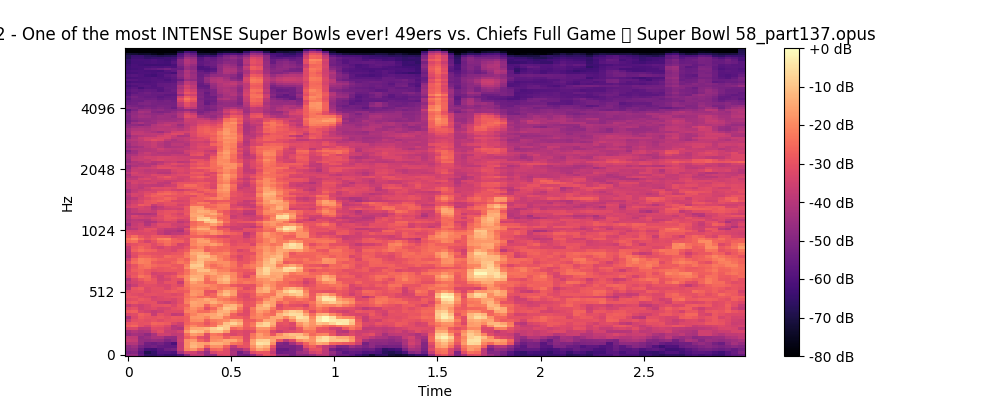 2 - One of the most INTENSE Super Bowls ever! 49ers vs. Chiefs Full Game Super Bowl 58_part137.opus
+0 dB
4096
-10 dB
-20 dB
2048
-30 dB
Hz
1024
-40 dB
-50 dB
512
-60 dB
-70 dB
0
-80 dB
0 0.5 1 1.5 2 2.5
Time